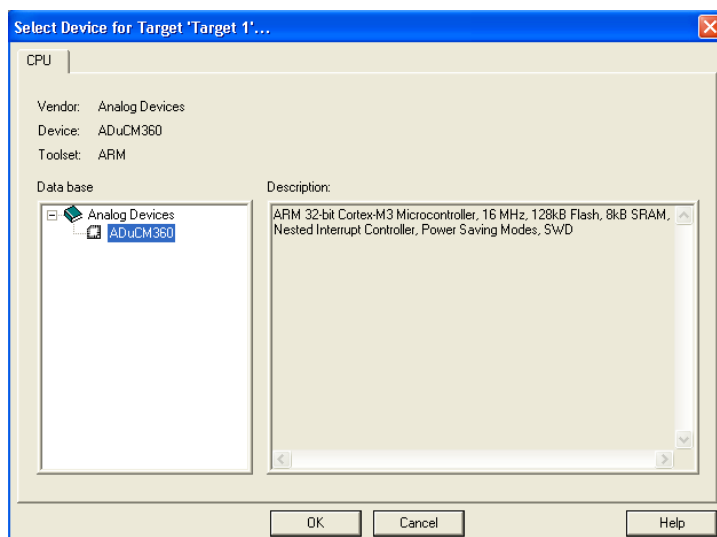 Select Device for Target 'Target 1'...
CPU
Vendor: Analog Devices
Device: ADuCM360
Toolset: ARM
Data base
Description:
Analog Devices
ADuCM360
ARM 32-bit Cortex-M3 Microcontroller, 16 MHz, 128kB Flash, 8kB SRAM,
Nested Interrupt Controller, Power Saving Modes, SWD
OK
Cancel
Help